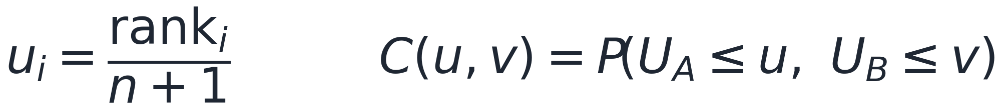 u_i = rank_i / (n + 1)    C(u, v) = P(U_A ≤ u, U_B ≤ v)